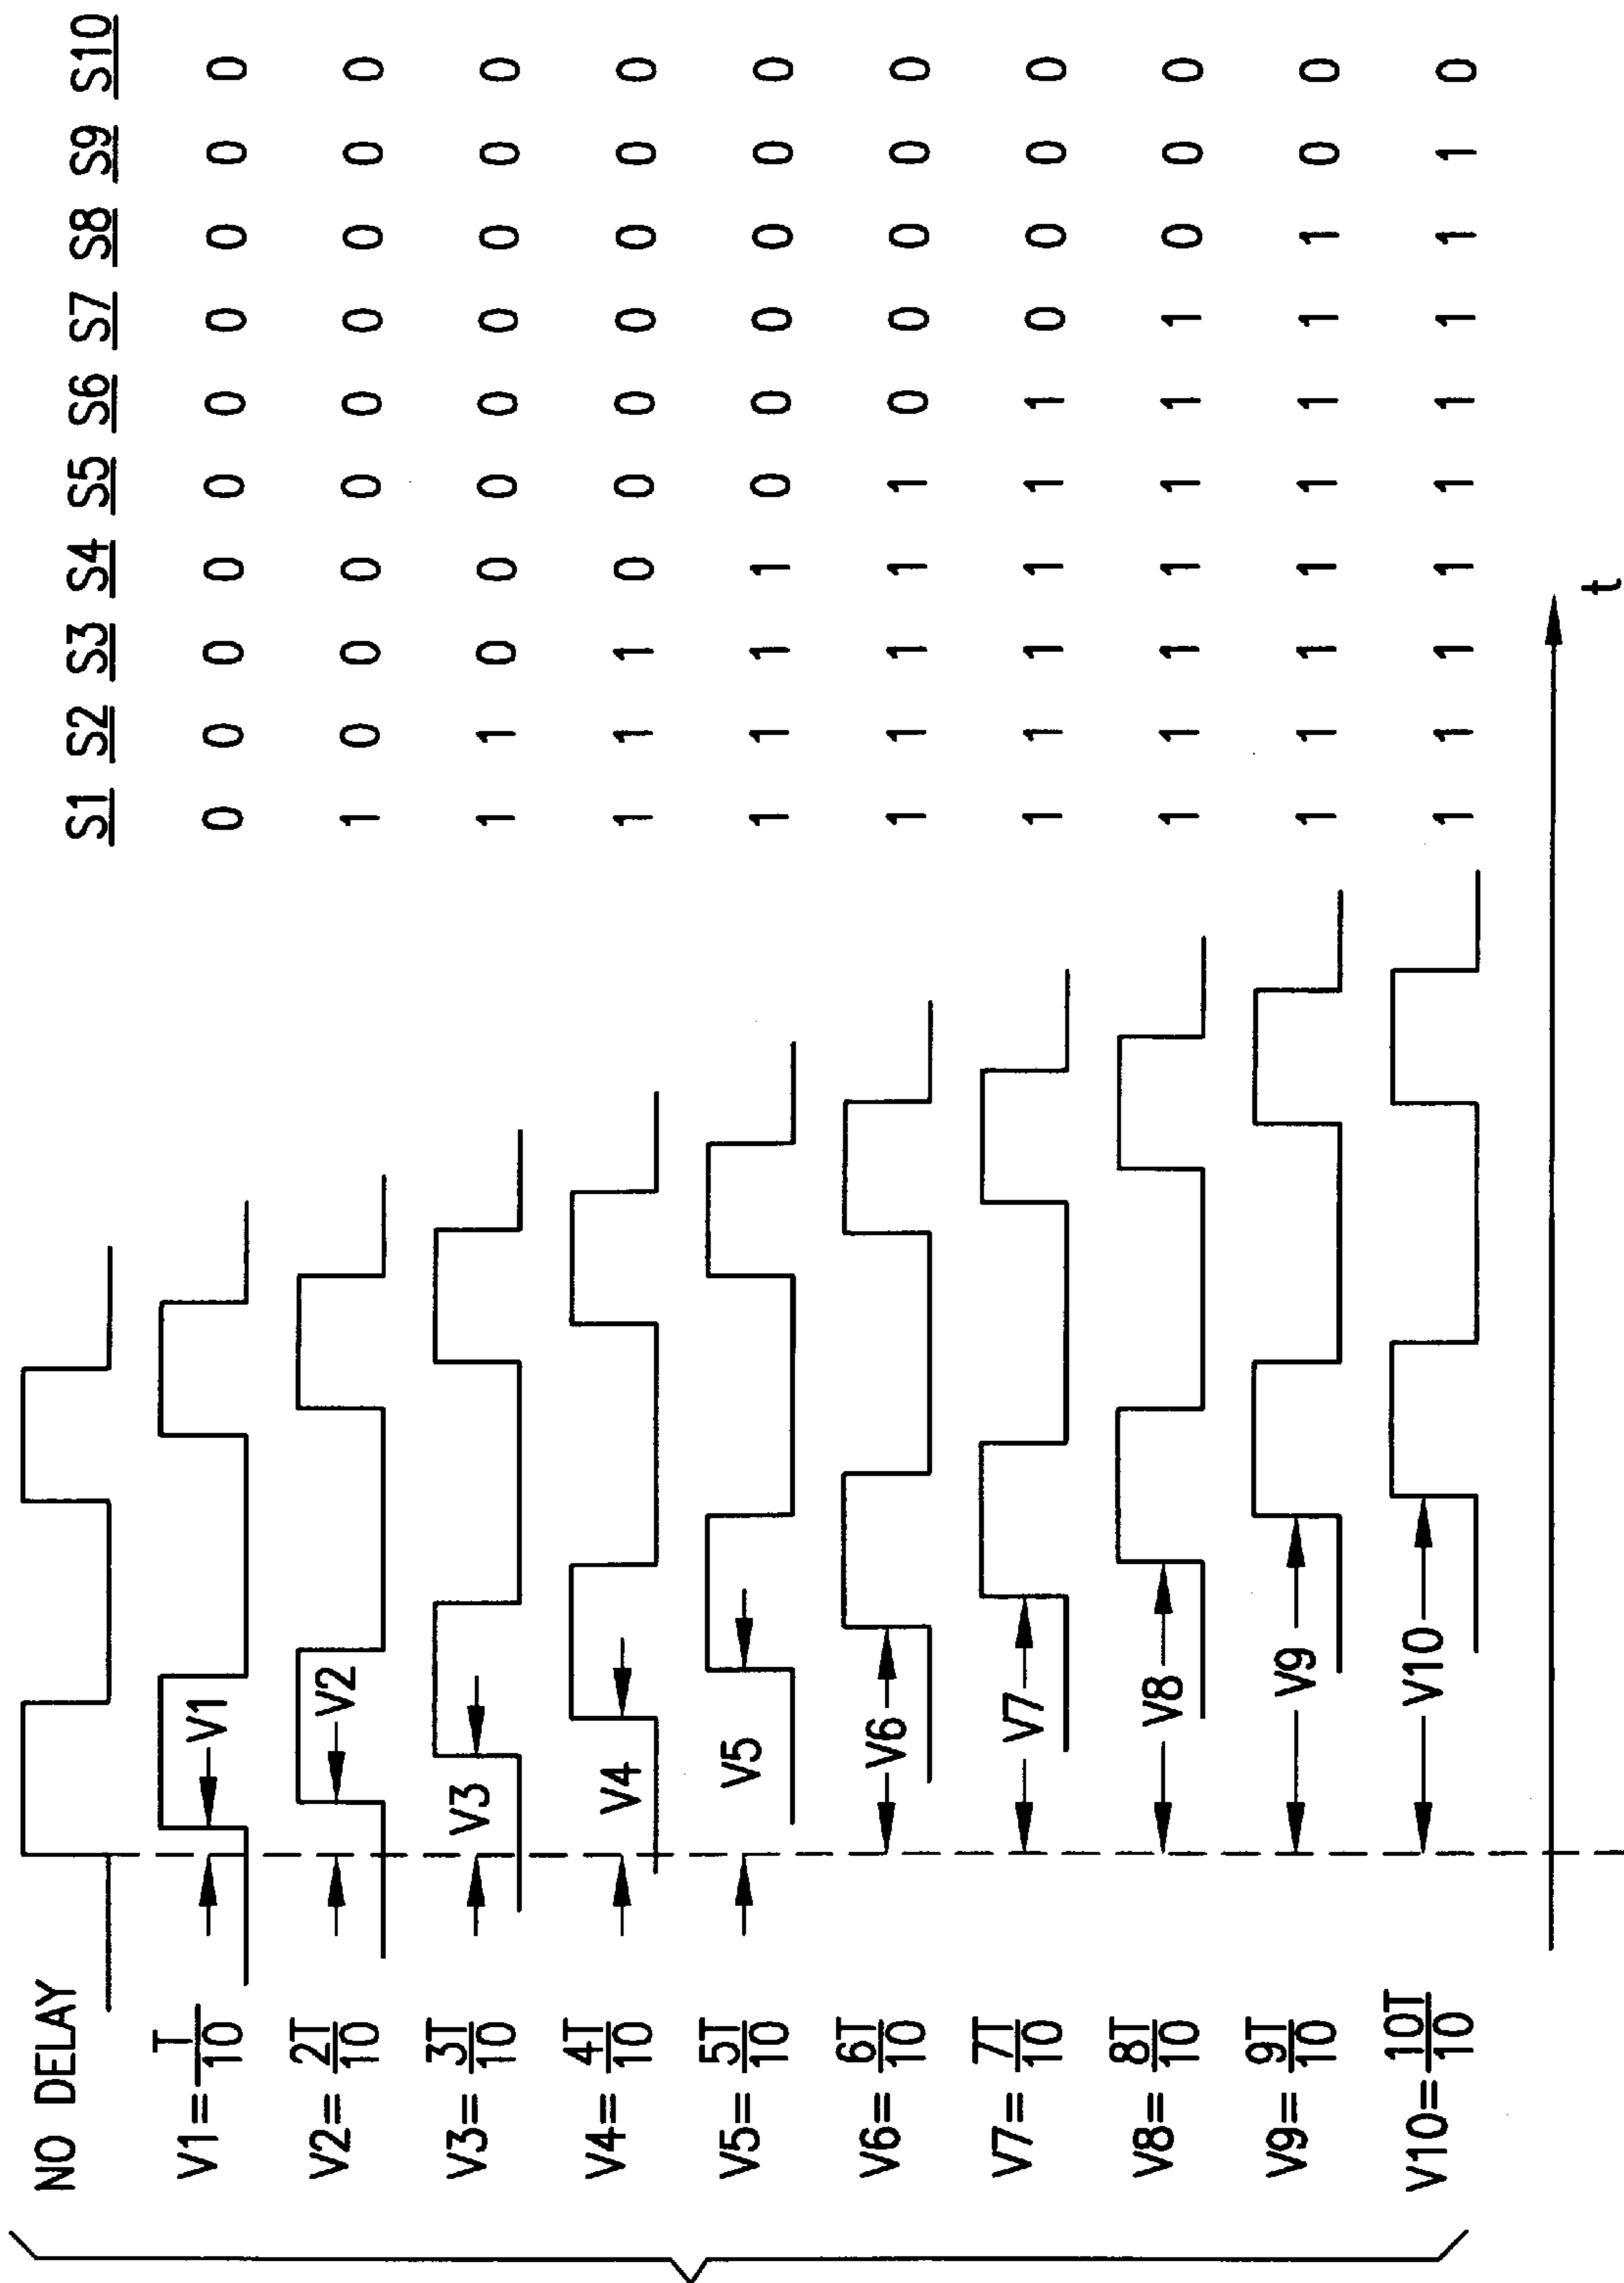 S1 S2 S3 S4 S5 S6 S7 S8 S9 S10
NO DELAY
V1=T/10 V1 0 0 0 0 0 0 0 0 0 0
V2=2T/10 V2 1 0 0 0 0 0 0 0 0 0
V3=3T/10 V3 1 1 0 0 0 0 0 0 0 0
V4=4T/10 V4 1 1 1 0 0 0 0 0 0 0
V5=5T/10 V5 1 1 1 1 0 0 0 0 0 0
V6=6T/10 V6 1 1 1 1 1 0 0 0 0 0
V7=7T/10 V7 1 1 1 1 1 1 0 0 0 0
V8=8T/10 V8 1 1 1 1 1 1 1 0 0 0
V9=9T/10 V9 1 1 1 1 1 1 1 1 0 0
V10=10T/10 V10 1 1 1 1 1 1 1 1 1 0
t